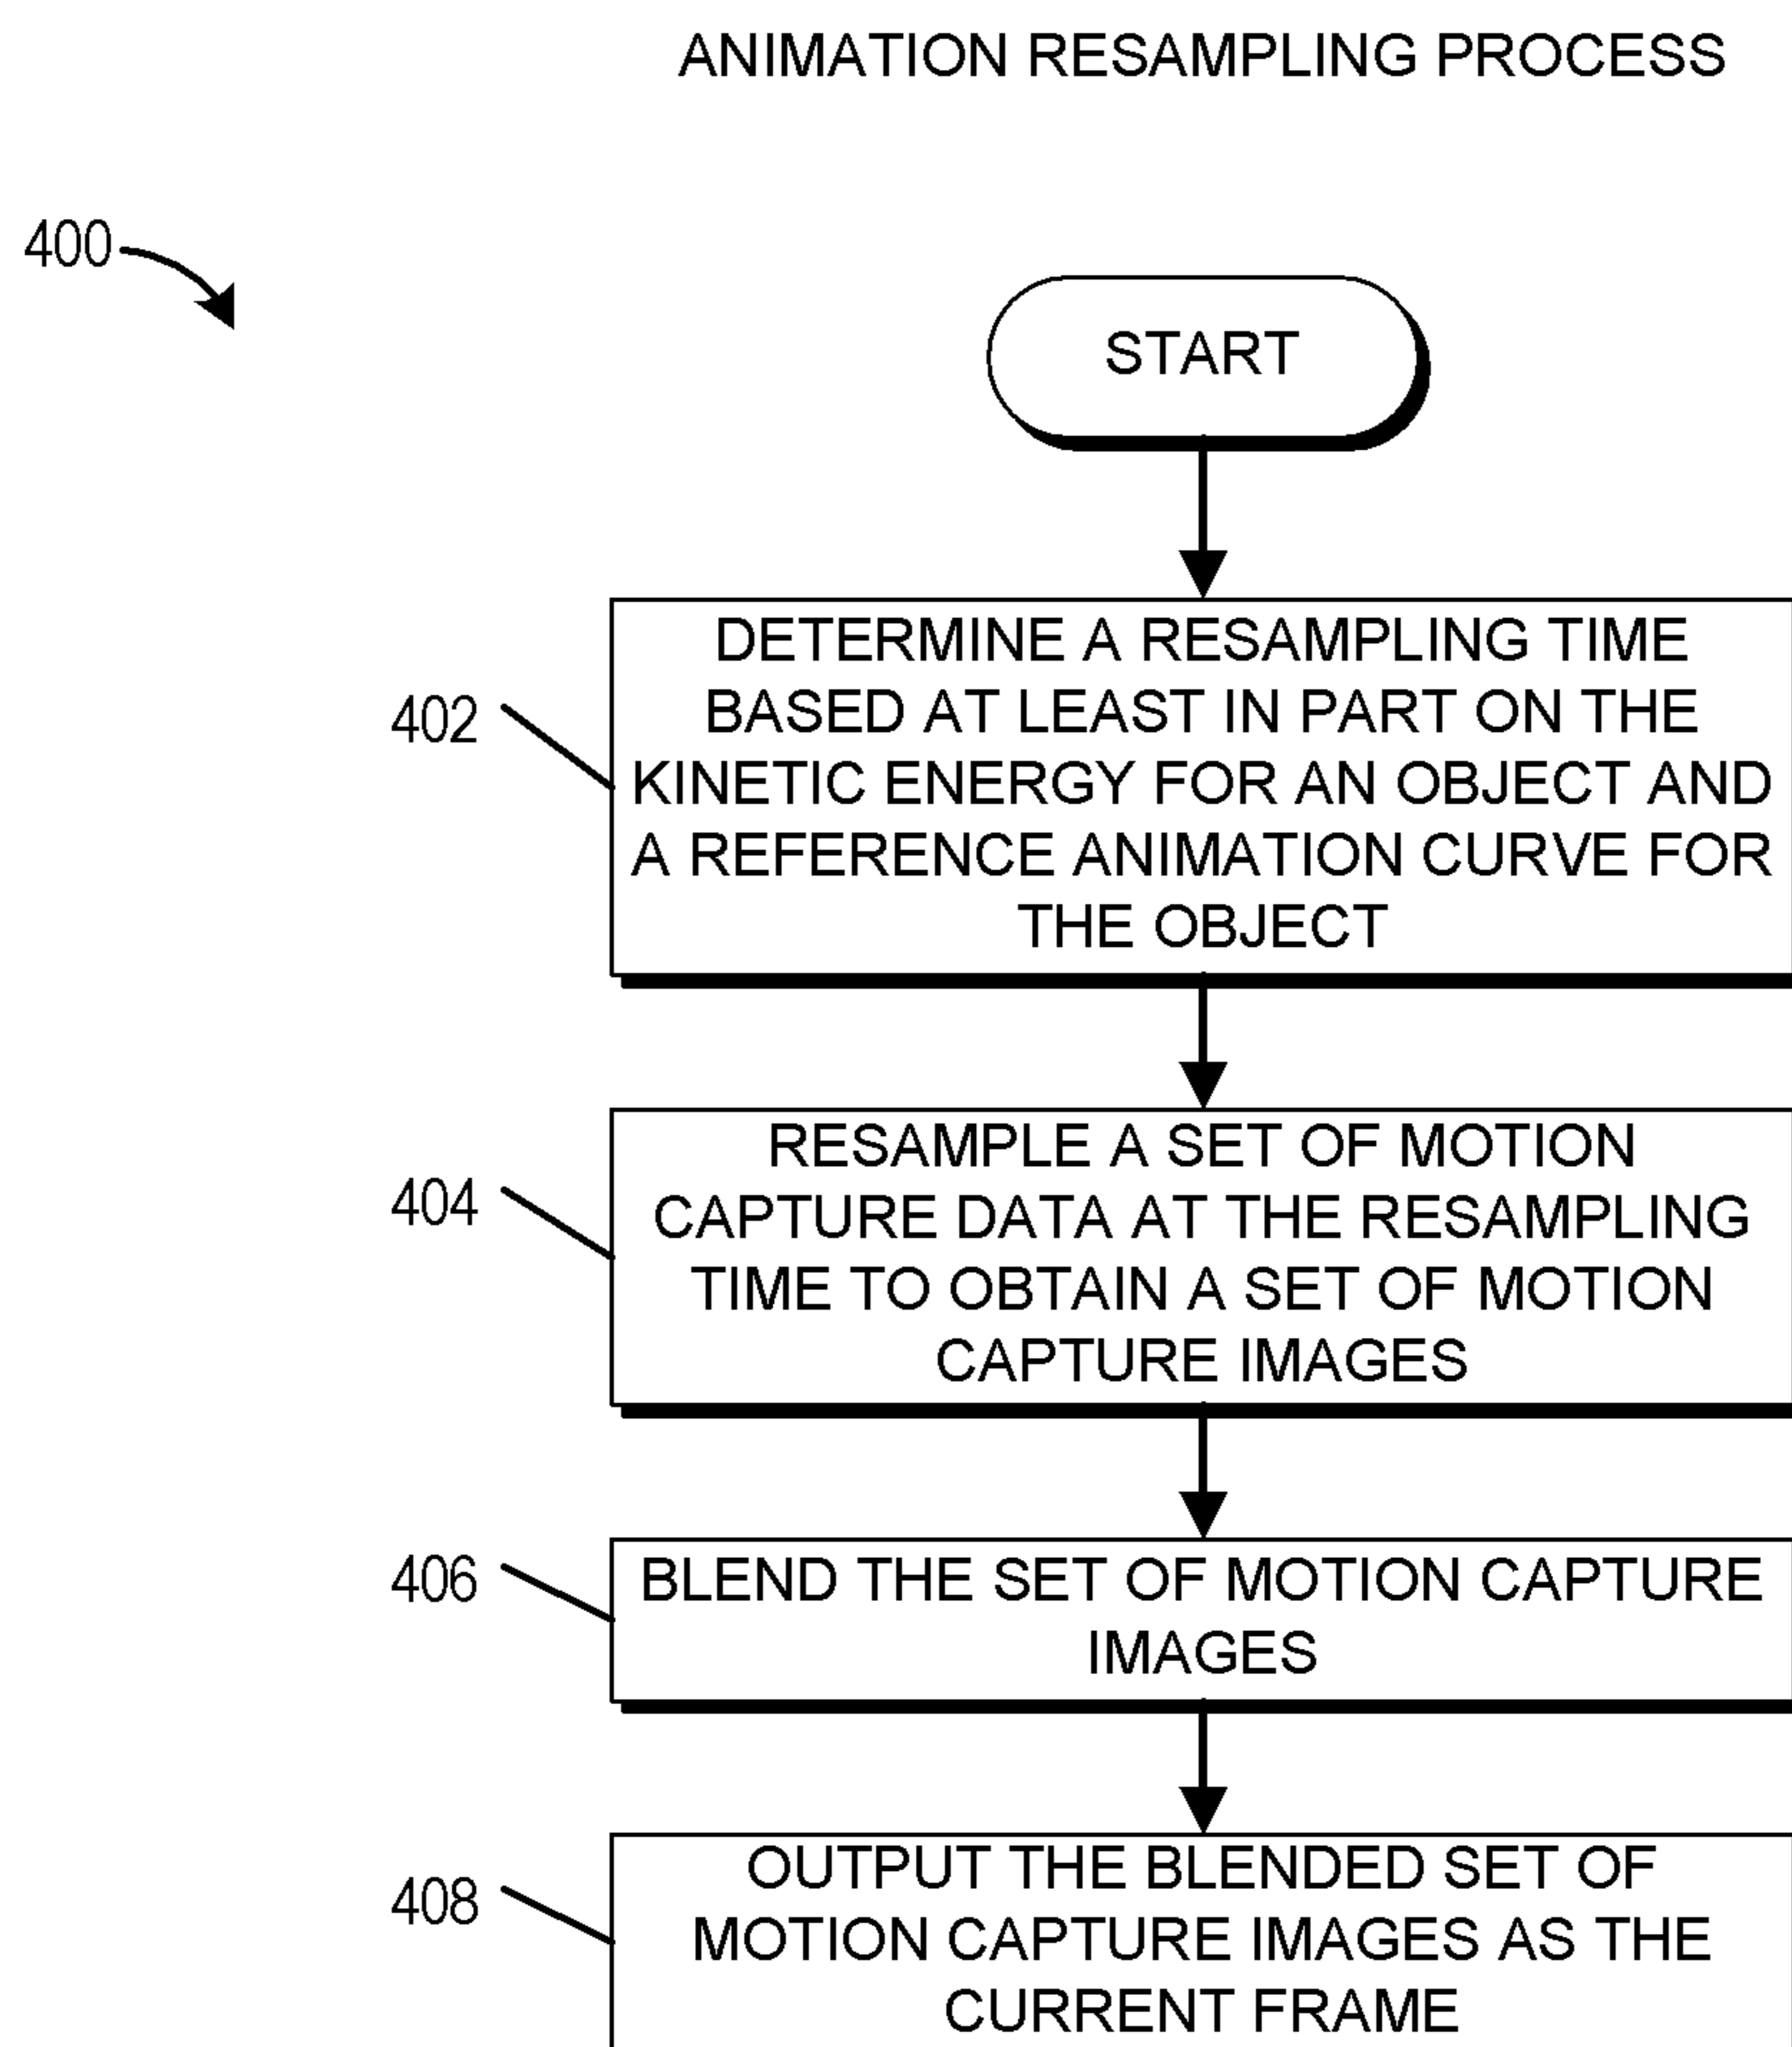 ANIMATION RESAMPLING PROCESS
400
START
402
DETERMINE A RESAMPLING TIME
BASED AT LEAST IN PART ON THE
KINETIC ENERGY FOR AN OBJECT AND
A REFERENCE ANIMATION CURVE FOR
THE OBJECT
404
RESAMPLE A SET OF MOTION
CAPTURE DATA AT THE RESAMPLING
TIME TO OBTAIN A SET OF MOTION
CAPTURE IMAGES
406
BLEND THE SET OF MOTION CAPTURE
IMAGES
408
OUTPUT THE BLENDED SET OF
MOTION CAPTURE IMAGES AS THE
CURRENT FRAME